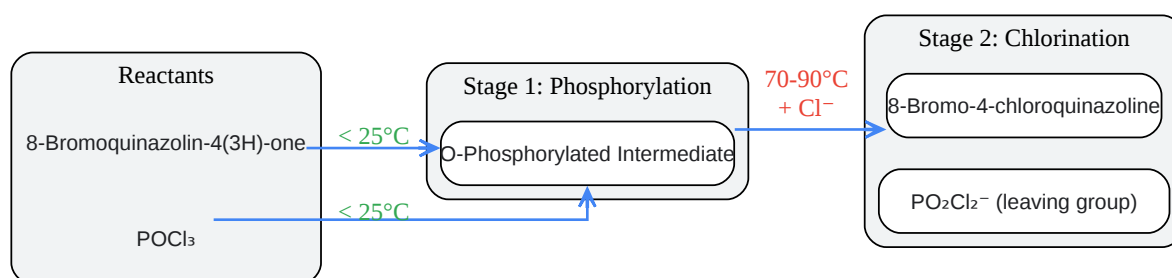 Reactants
8-Bromoquinazolin-4(3H)-one
POCl₃
< 25°C
< 25°C
Stage 1: Phosphorylation
O-Phosphorylated Intermediate
70-90°C
+ Cl⁻
Stage 2: Chlorination
8-Bromo-4-chloroquinazoline
PO₂Cl₂⁻ (leaving group)